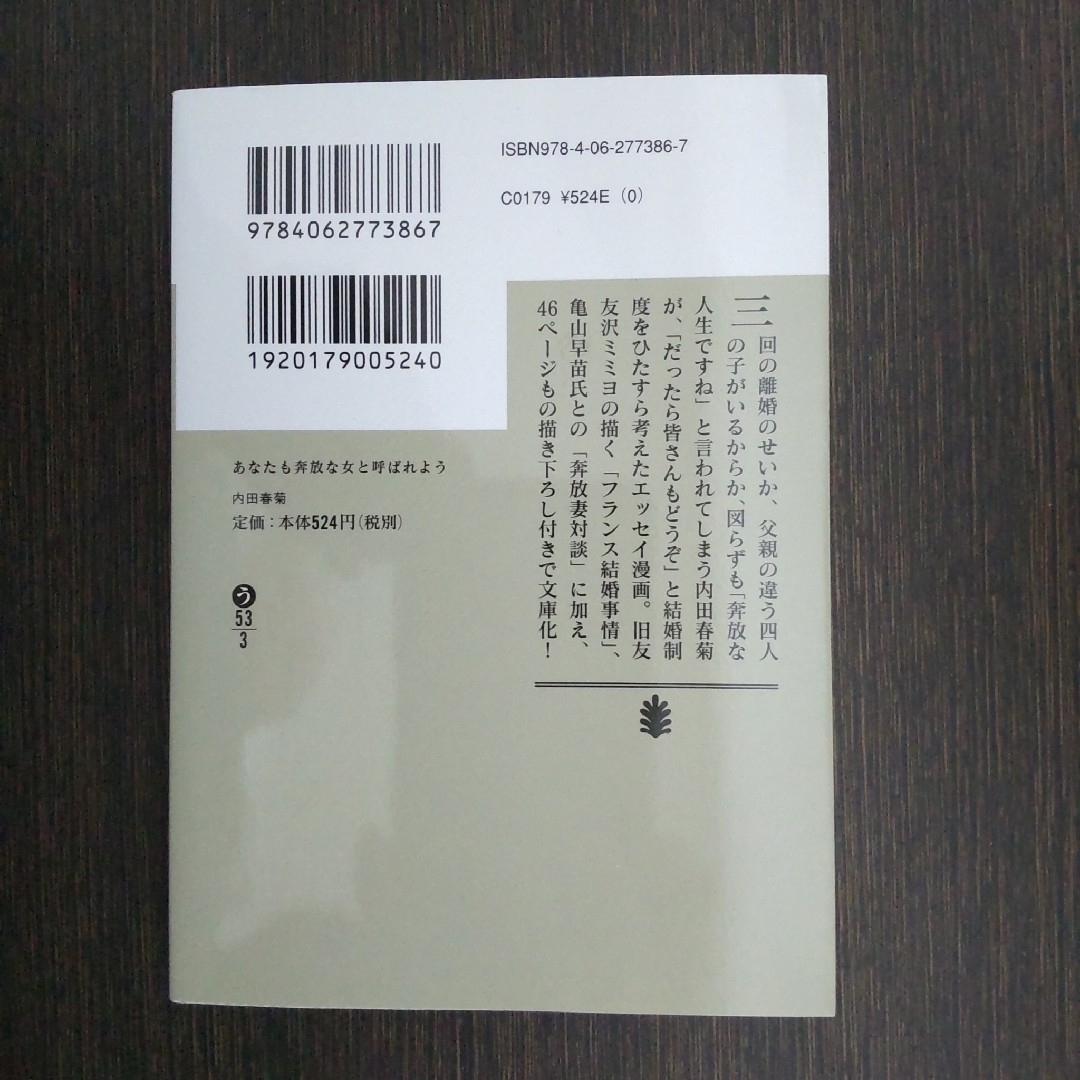 ISBN978-4-06-277386-7
C0179 ¥524E (0)
9784062773867
1920179005240
三回の離婚のせいか、父親の違う四人
の子がいるからか、図らずも「奔放な
人生ですね」と言われてしまう内田春菊
が、「だったら皆さんもどうぞ」と結婚制
度をひたすら考えたエッセイ漫画。旧友
友沢ミミヨの描く「フランス結婚事情」、
亀山早苗氏との「奔放妻対談」に加え、
46ページもの描き下ろし付きで文庫化!
あなたも奔放な女と呼ばれよう
内田春菊
定価:本体524円(税別)
う
53
3